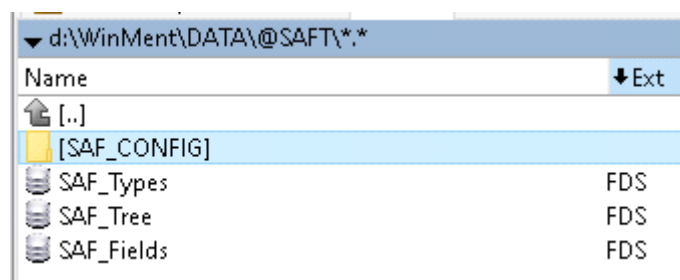 d:\WinMent\DATA\@SAFT\*.*
Name Ext
[..]
[SAF_CONFIG]
SAF_Types FDS
SAF_Tree FDS
SAF_Fields FDS